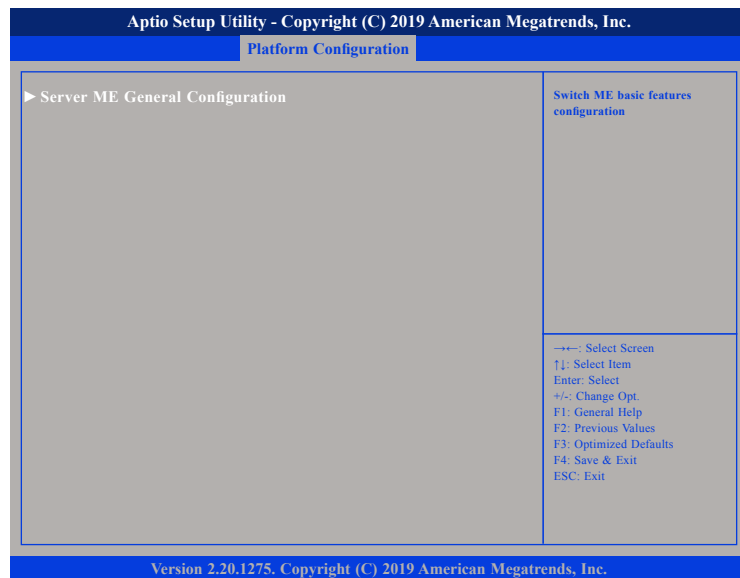 Aptio Setup Utility - Copyright (C) 2019 American Megatrends, Inc.
Platform Configuration
► Server ME General Configuration
Switch ME basic features
configuration
→←: Select Screen
↑↓: Select Item
Enter: Select
+/-: Change Opt.
F1: General Help
F2: Previous Values
F3: Optimized Defaults
F4: Save & Exit
ESC: Exit
Version 2.20.1275. Copyright (C) 2019 American Megatrends, Inc.